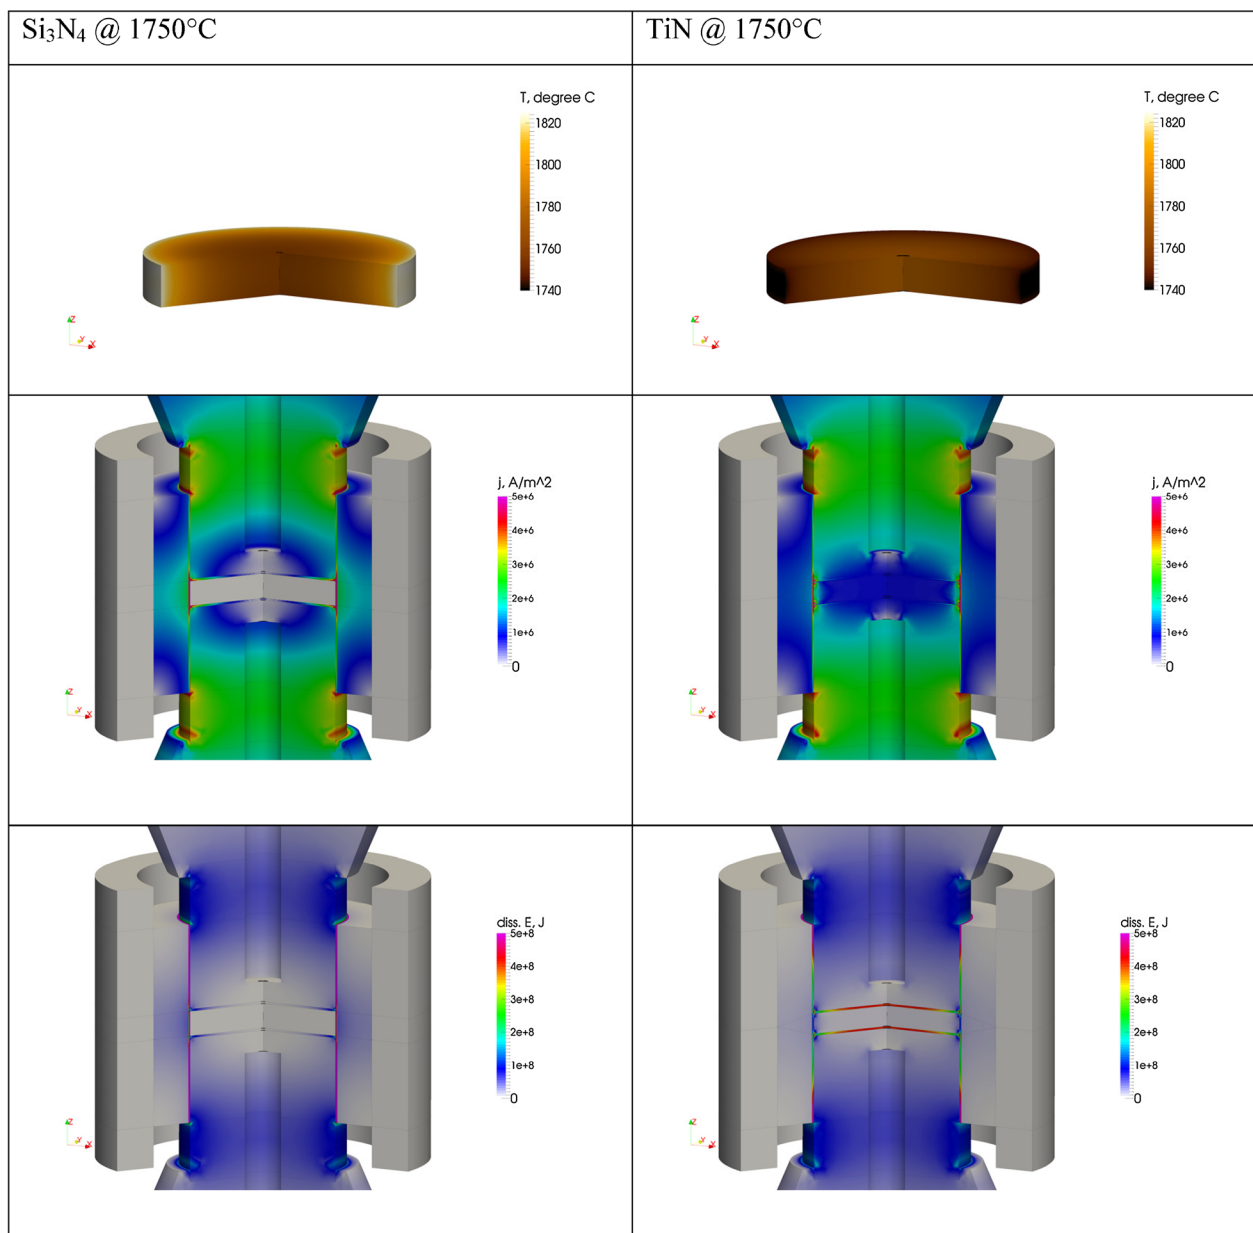 Si₃N₄ @ 1750°C
TiN @ 1750°C
T, degree C
1820
1800
1780
1760
1740
z
y
x
T, degree C
1820
1800
1780
1760
1740
z
y
x
j, A/m^2
5e+6
4e+6
3e+6
2e+6
1e+6
0
z
y
x
j, A/m^2
5e+6
4e+6
3e+6
2e+6
1e+6
0
z
y
x
diss. E, J
5e+8
4e+8
3e+8
2e+8
1e+8
0
z
y
x
diss. E, J
5e+8
4e+8
3e+8
2e+8
1e+8
0
z
y
x